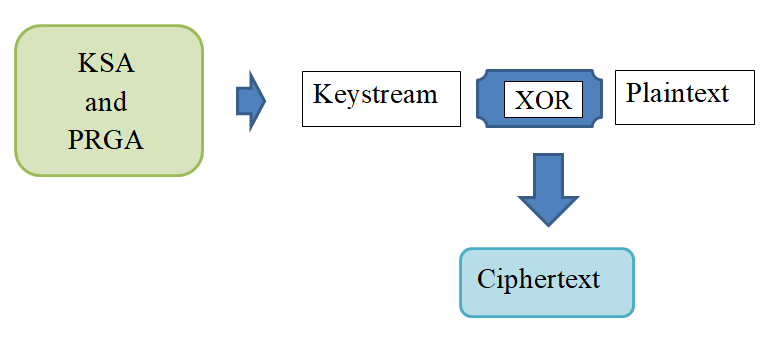 KSA
and
PRGA
Keystream
XOR
Plaintext
Ciphertext